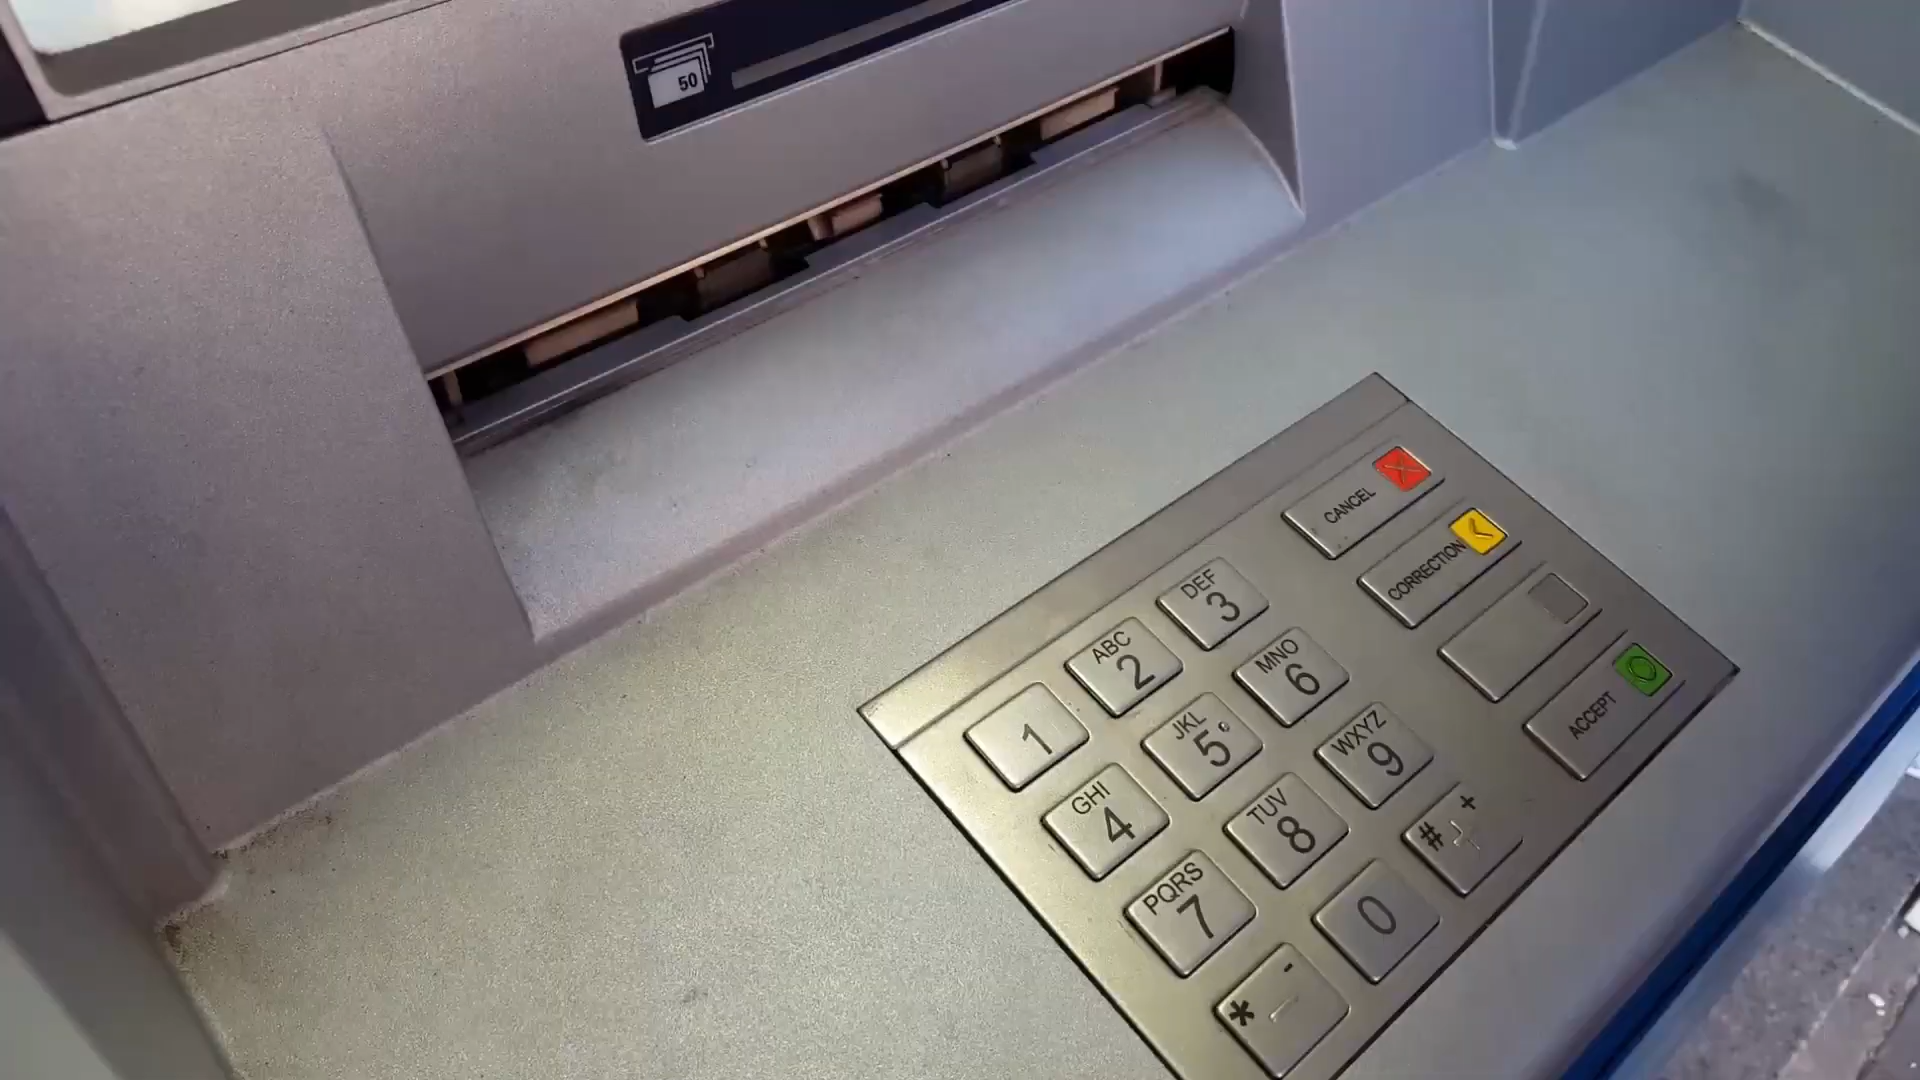 50
1
ABC
2
DEF
3
CANCEL
GHI
4
JKL
5
MNO
6
CORRECTION
PQRS
7
TUV
8
WXYZ
9
* -
0
# +
ACCEPT